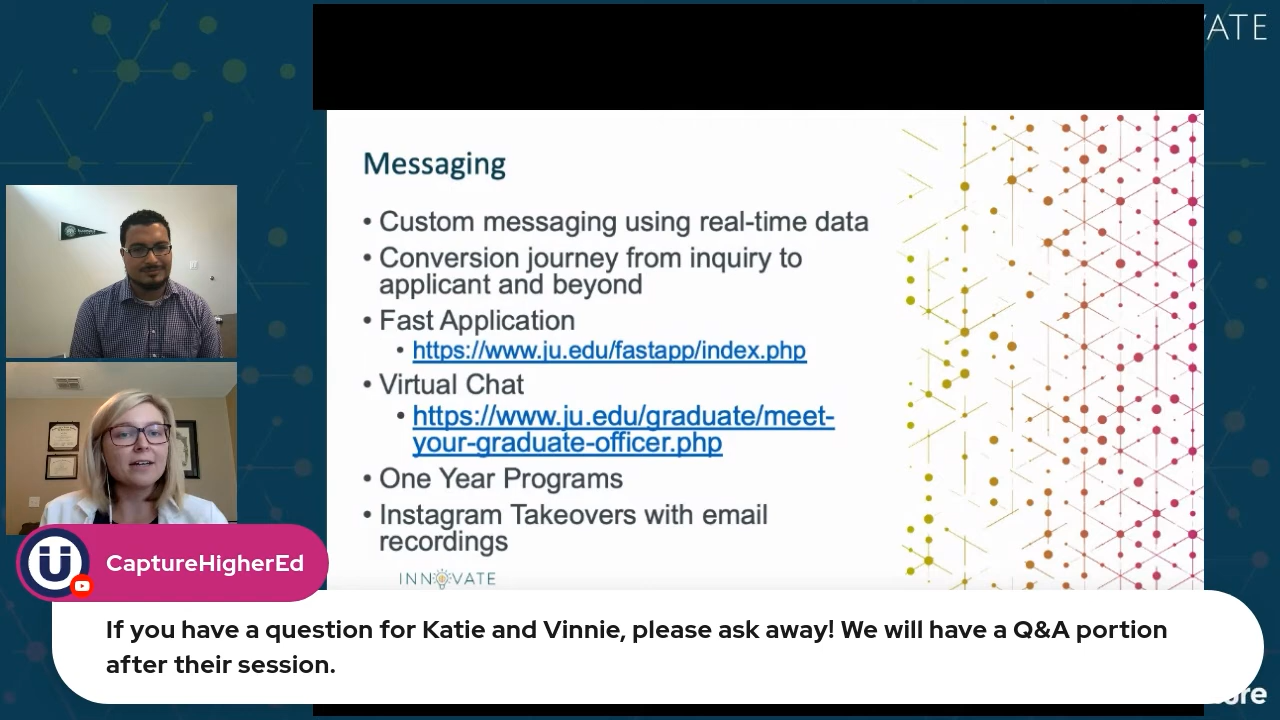 VATE
Messaging
• Custom messaging using real-time data
• Conversion journey from inquiry to
applicant and beyond
• Fast Application
• https://www.ju.edu/fastapp/index.php
• Virtual Chat
• https://www.ju.edu/graduate/meet-
your-graduate-officer.php
• One Year Programs
• Instagram Takeovers with email
recordings
INNOVATE
CaptureHigherEd
If you have a question for Katie and Vinnie, please ask away! We will have a Q&A portion
after their session.